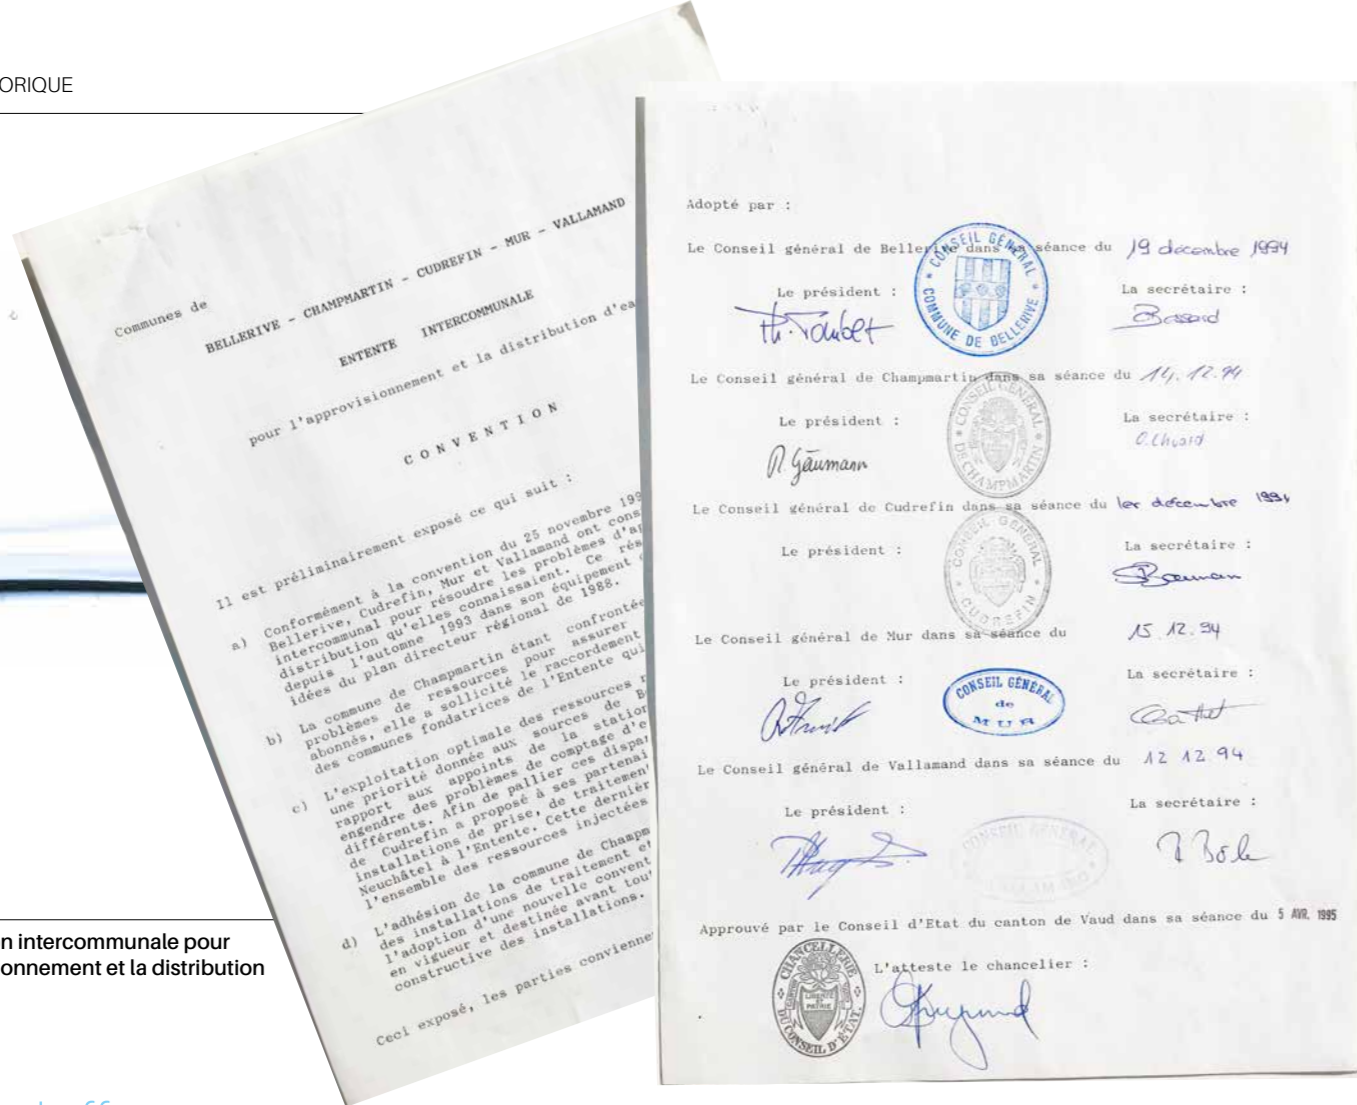 ORIQUE
Communes de
BELLERIVE - CHAMPMARTIN - CUDREFIN - MUR - VALLAMAND
ENTENTE INTERCOMMUNALE
pour l'approvisionnement et la distribution d'ea
CONVENTION
Il est préliminairement exposé ce qui suit :
a) Conformément à la convention du 25 novembre 199
Bellerive, Cudrefin, Mur et Vallamand ont cons
intercommunal pour résoudre les problèmes d'ap
distribution qu'elles connaissaient. Ce rés
depuis l'automne 1993 dans son équipement
idées du plan directeur régional de 1988.
b) La commune de Champmartin étant confrontée
problèmes de ressources pour assurer
abonnés, elle a sollicité le raccordement
des communes fondatrices de l'Entente qui
c) L'exploitation optimale des ressources
une priorité donnée aux sources de
rapport aux appoints de la station
engendre des problèmes de comptage d'e
différents. Afin de pallier ces dispar
de Cudrefin a proposé à ses partenai
installations de prise, de traitement
Neuchâtel à l'Entente. Cette dernièr
l'ensemble des ressources injectées
d) L'adhésion de la commune de Champm
des installations de traitement et
l'adoption d'une nouvelle convent
en vigueur et destinée avant tou
constructive des installations.
Ceci exposé, les parties convienne
Adopté par :
Le Conseil général de Bellerive dans sa séance du 19 décembre 1994
Le président : La secrétaire :
CONSEIL GÉNÉRAL
COMMUNE DE BELLERIVE
Le Conseil général de Champmartin dans sa séance du 14.12.94
Le président : La secrétaire :
R. Gäumann
CONSEIL GÉNÉRAL
DE CHAMPMARTIN
Le Conseil général de Cudrefin dans sa séance du 1er décembre 1994
Le président : La secrétaire :
CONSEIL GÉNÉRAL
CUDREFIN
Baumann
Le Conseil général de Mur dans sa séance du 15.12.94
Le président : La secrétaire :
CONSEIL GÉNÉRAL
de
MUR
Le Conseil général de Vallamand dans sa séance du 12 12.94
Le président : La secrétaire :
CONSEIL GÉNÉRAL
Approuvé par le Conseil d'Etat du canton de Vaud dans sa séance du 5 AVR. 1995
L'atteste le chancelier :
CHANCELLERIE
DU CONSEIL D'ÉTAT
LIBERTÉ
ET
PATRIE
n intercommunale pour
onnement et la distribution